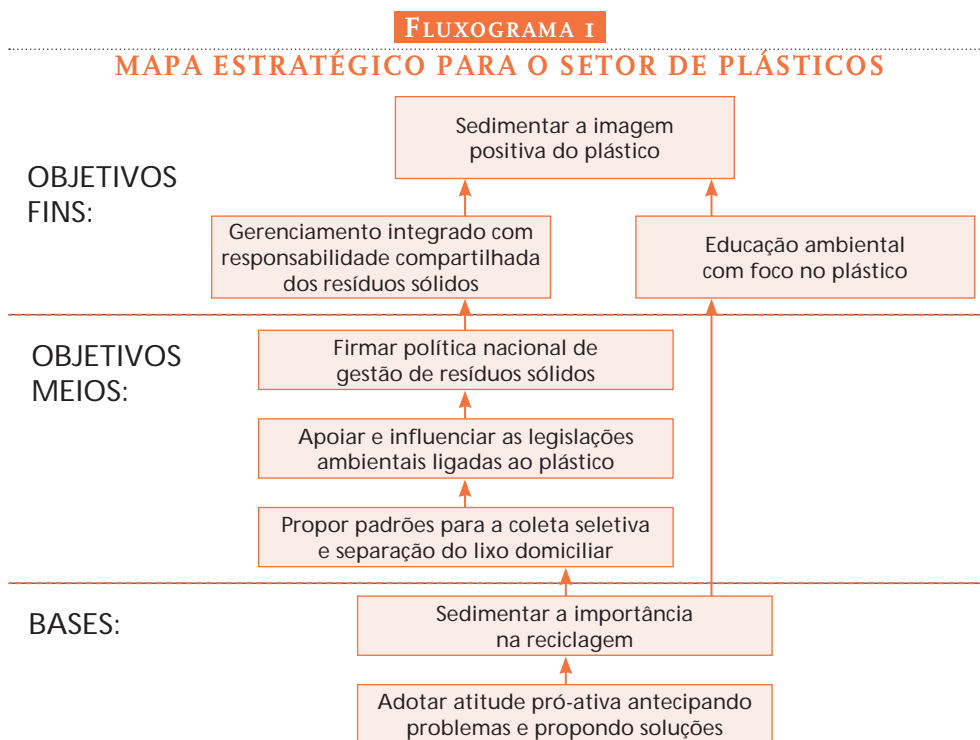 FLUXOGRAMA I
MAPA ESTRATÉGICO PARA O SETOR DE PLÁSTICOS
Sedimentar a imagem
positiva do plástico
OBJETIVOS
FINS:
Gerenciamento integrado com
responsabilidade compartilhada
dos resíduos sólidos
Educação ambiental
com foco no plástico
OBJETIVOS
MEIOS:
Firmar política nacional de
gestão de resíduos sólidos
Apoiar e influenciar as legislações
ambientais ligadas ao plástico
Propor padrões para a coleta seletiva
e separação do lixo domiciliar
BASES:
Sedimentar a importância
na reciclagem
Adotar atitude pró-ativa antecipando
problemas e propondo soluções